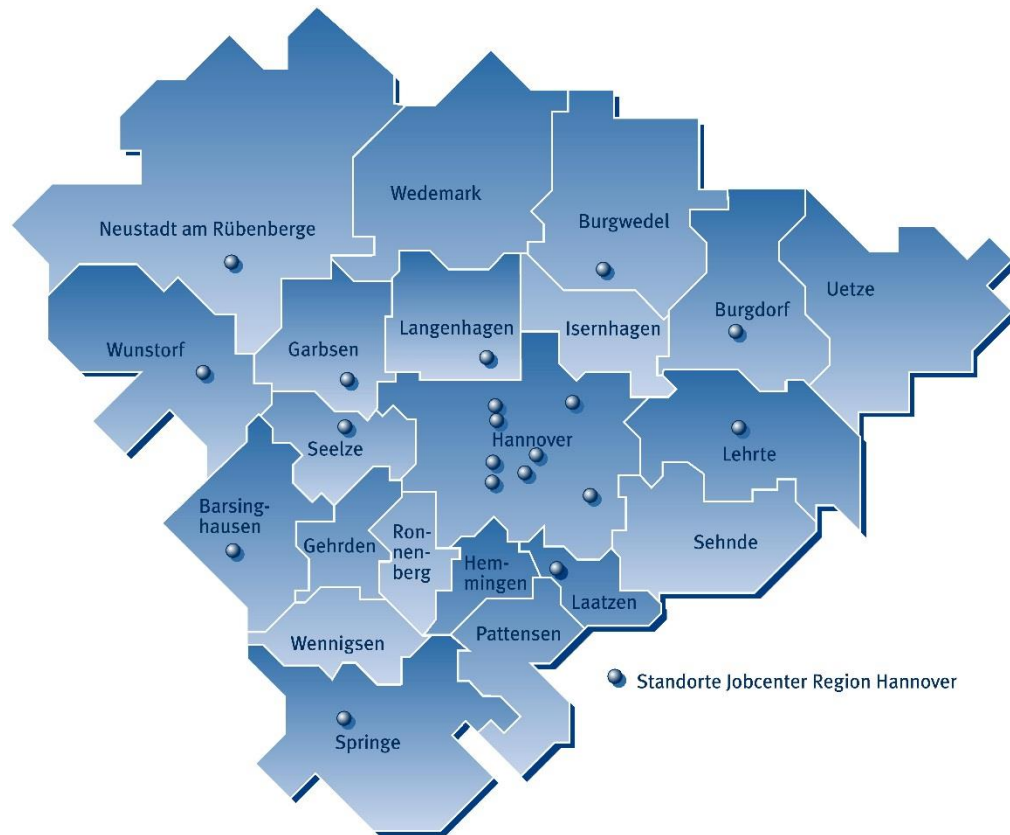 Wedemark
Neustadt am Rübenberge
Burgwedel
Uetze
Burgdorf
Langenhagen
Isernhagen
Wunstorf
Garbsen
Hannover
Seelze
Lehrte
Barsing-
hausen
Gehrden
Ron-
nen-
berg
Sehnde
Hem-
mingen
Laatzen
Wennigsen
Pattensen
Standorte Jobcenter Region Hannover
Springe